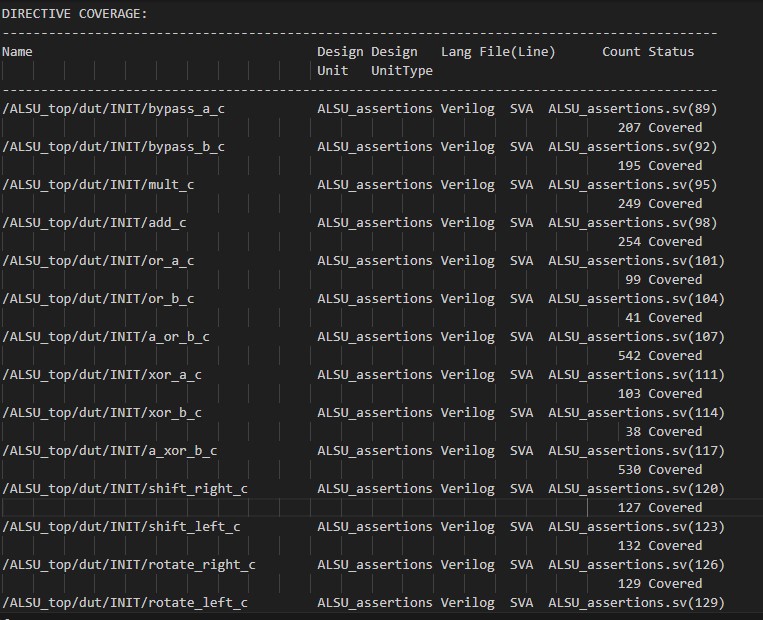 DIRECTIVE COVERAGE:
----------------------------------------------------------------------------------------------
Name                                     Design Design   Lang File(Line)      Count Status
                                         Unit   UnitType
----------------------------------------------------------------------------------------------
/ALSU_top/dut/INIT/bypass_a_c            ALSU_assertions Verilog  SVA  ALSU_assertions.sv(89)
                                                                                207 Covered
/ALSU_top/dut/INIT/bypass_b_c            ALSU_assertions Verilog  SVA  ALSU_assertions.sv(92)
                                                                                195 Covered
/ALSU_top/dut/INIT/mult_c                ALSU_assertions Verilog  SVA  ALSU_assertions.sv(95)
                                                                                249 Covered
/ALSU_top/dut/INIT/add_c                 ALSU_assertions Verilog  SVA  ALSU_assertions.sv(98)
                                                                                254 Covered
/ALSU_top/dut/INIT/or_a_c                ALSU_assertions Verilog  SVA  ALSU_assertions.sv(101)
                                                                                 99 Covered
/ALSU_top/dut/INIT/or_b_c                ALSU_assertions Verilog  SVA  ALSU_assertions.sv(104)
                                                                                 41 Covered
/ALSU_top/dut/INIT/a_or_b_c              ALSU_assertions Verilog  SVA  ALSU_assertions.sv(107)
                                                                                542 Covered
/ALSU_top/dut/INIT/xor_a_c               ALSU_assertions Verilog  SVA  ALSU_assertions.sv(111)
                                                                                103 Covered
/ALSU_top/dut/INIT/xor_b_c               ALSU_assertions Verilog  SVA  ALSU_assertions.sv(114)
                                                                                 38 Covered
/ALSU_top/dut/INIT/a_xor_b_c             ALSU_assertions Verilog  SVA  ALSU_assertions.sv(117)
                                                                                530 Covered
/ALSU_top/dut/INIT/shift_right_c         ALSU_assertions Verilog  SVA  ALSU_assertions.sv(120)
                                                                                127 Covered
/ALSU_top/dut/INIT/shift_left_c          ALSU_assertions Verilog  SVA  ALSU_assertions.sv(123)
                                                                                132 Covered
/ALSU_top/dut/INIT/rotate_right_c        ALSU_assertions Verilog  SVA  ALSU_assertions.sv(126)
                                                                                129 Covered
/ALSU_top/dut/INIT/rotate_left_c         ALSU_assertions Verilog  SVA  ALSU_assertions.sv(129)